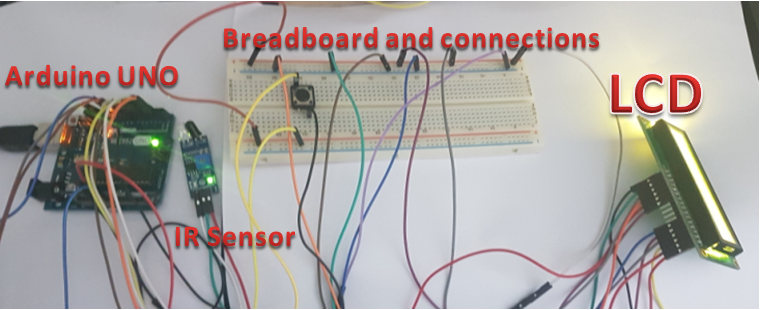 Breadboard and connections
Arduino UNO
LCD
IR Sensor